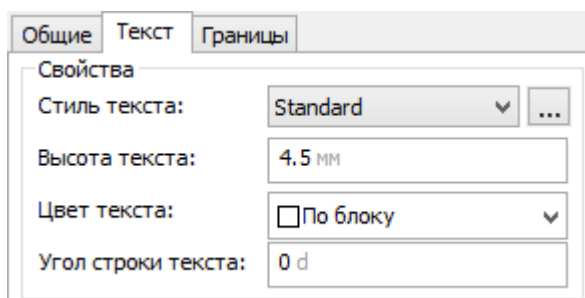 Общие Текст Границы
Свойства
Стиль текста: Standard ...
Высота текста: 4.5 мм
Цвет текста: По блоку
Угол строки текста: 0 d